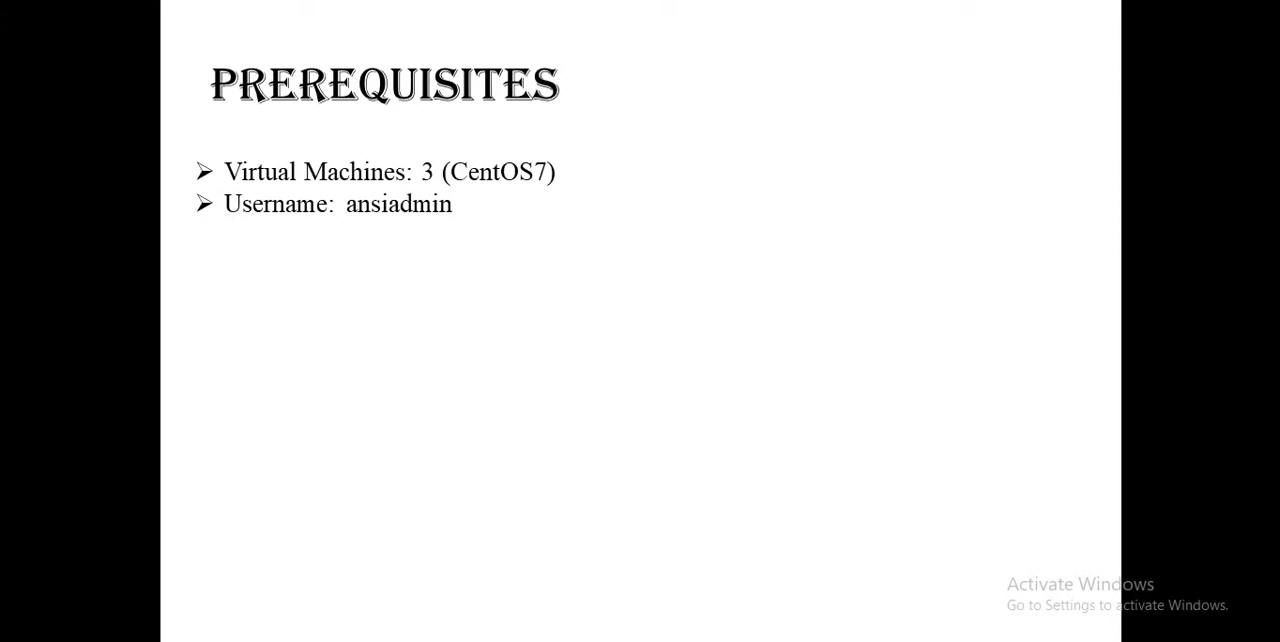 PREREQUISITES
➢ Virtual Machines: 3 (CentOS7)
➢ Username: ansiadmin
Activate Windows
Go to Settings to activate Windows.